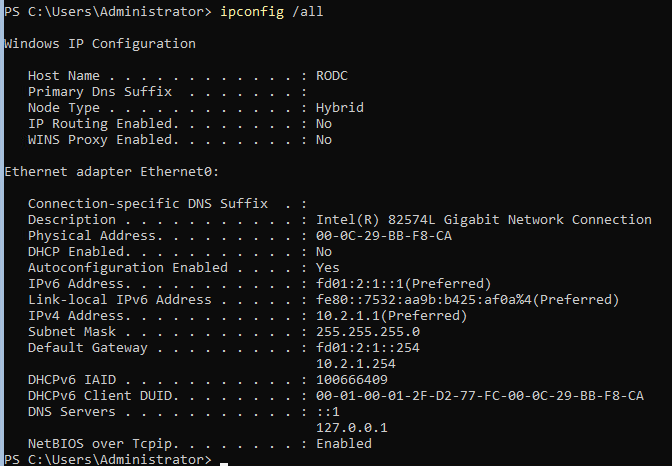 PS C:\Users\Administrator> ipconfig /all
Windows IP Configuration
Host Name . . . . . . . . . . . . : RODC
Primary Dns Suffix  . . . . . . . :
Node Type . . . . . . . . . . . . : Hybrid
IP Routing Enabled. . . . . . . . : No
WINS Proxy Enabled. . . . . . . . : No
Ethernet adapter Ethernet0:
Connection-specific DNS Suffix  . :
Description . . . . . . . . . . . : Intel(R) 82574L Gigabit Network Connection
Physical Address. . . . . . . . . : 00-0C-29-BB-F8-CA
DHCP Enabled. . . . . . . . . . . : No
Autoconfiguration Enabled . . . . : Yes
IPv6 Address. . . . . . . . . . . : fd01:2:1::1(Preferred)
Link-local IPv6 Address . . . . . : fe80::7532:aa9b:b425:af0a%4(Preferred)
IPv4 Address. . . . . . . . . . . : 10.2.1.1(Preferred)
Subnet Mask . . . . . . . . . . . : 255.255.255.0
Default Gateway . . . . . . . . . : fd01:2:1::254
10.2.1.254
DHCPv6 IAID . . . . . . . . . . . : 100666409
DHCPv6 Client DUID. . . . . . . . : 00-01-00-01-2F-D2-77-FC-00-0C-29-BB-F8-CA
DNS Servers . . . . . . . . . . . : ::1
127.0.0.1
NetBIOS over Tcpip. . . . . . . . : Enabled
PS C:\Users\Administrator>